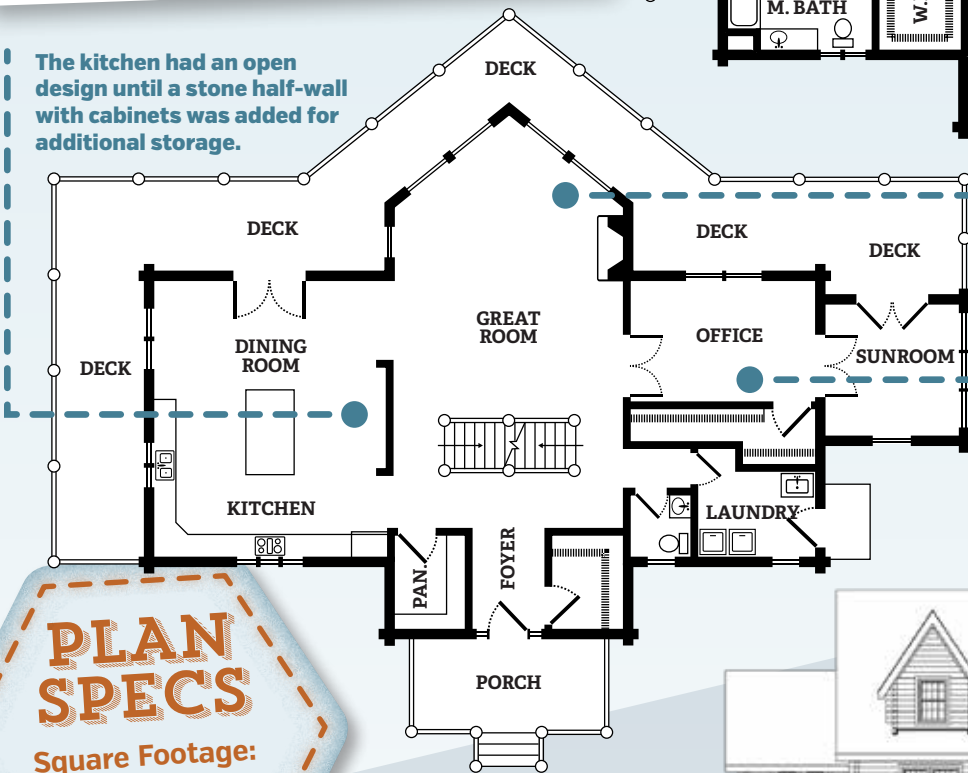 M. BATH
W.
The kitchen had an open
design until a stone half-wall
with cabinets was added for
additional storage.
DECK
DECK
DECK
DECK
DECK
GREAT
ROOM
OFFICE
DINING
ROOM
SUNROOM
KITCHEN
LAUNDRY
FOYER
PAN.
PORCH
PLAN
SPECS
Square Footage: